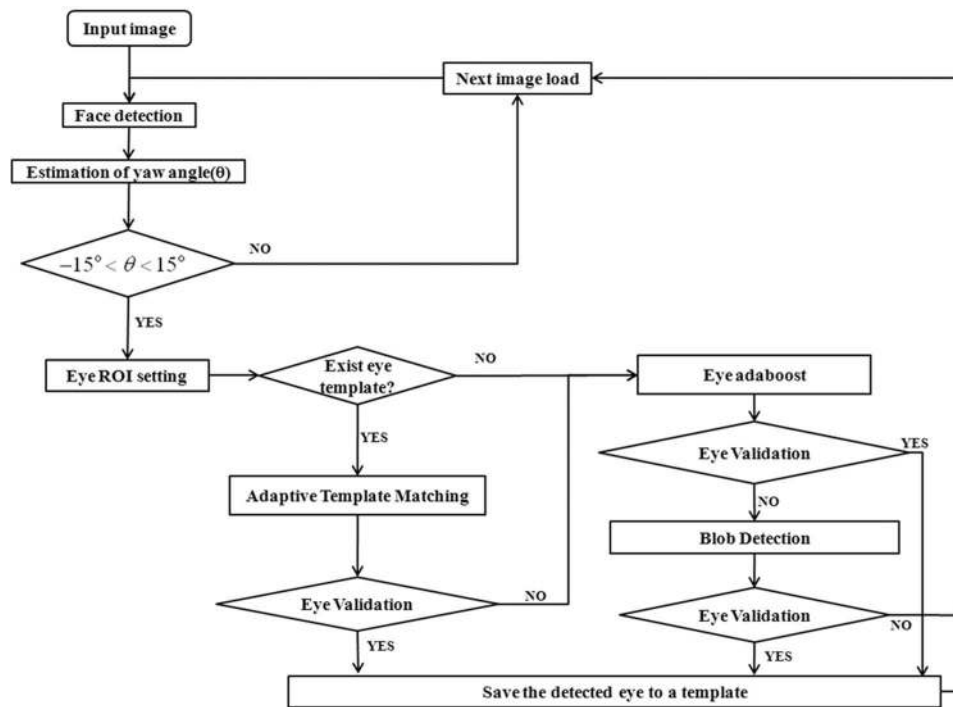 Input image
Next image load
Face detection
Estimation of yaw angle(θ)
−15° < θ < 15°
NO
YES
Eye ROI setting
Exist eye
template?
NO
Eye adaboost
YES
Eye Validation
YES
Adaptive Template Matching
NO
Blob Detection
Eye Validation
NO
Eye Validation
NO
YES
YES
Save the detected eye to a template